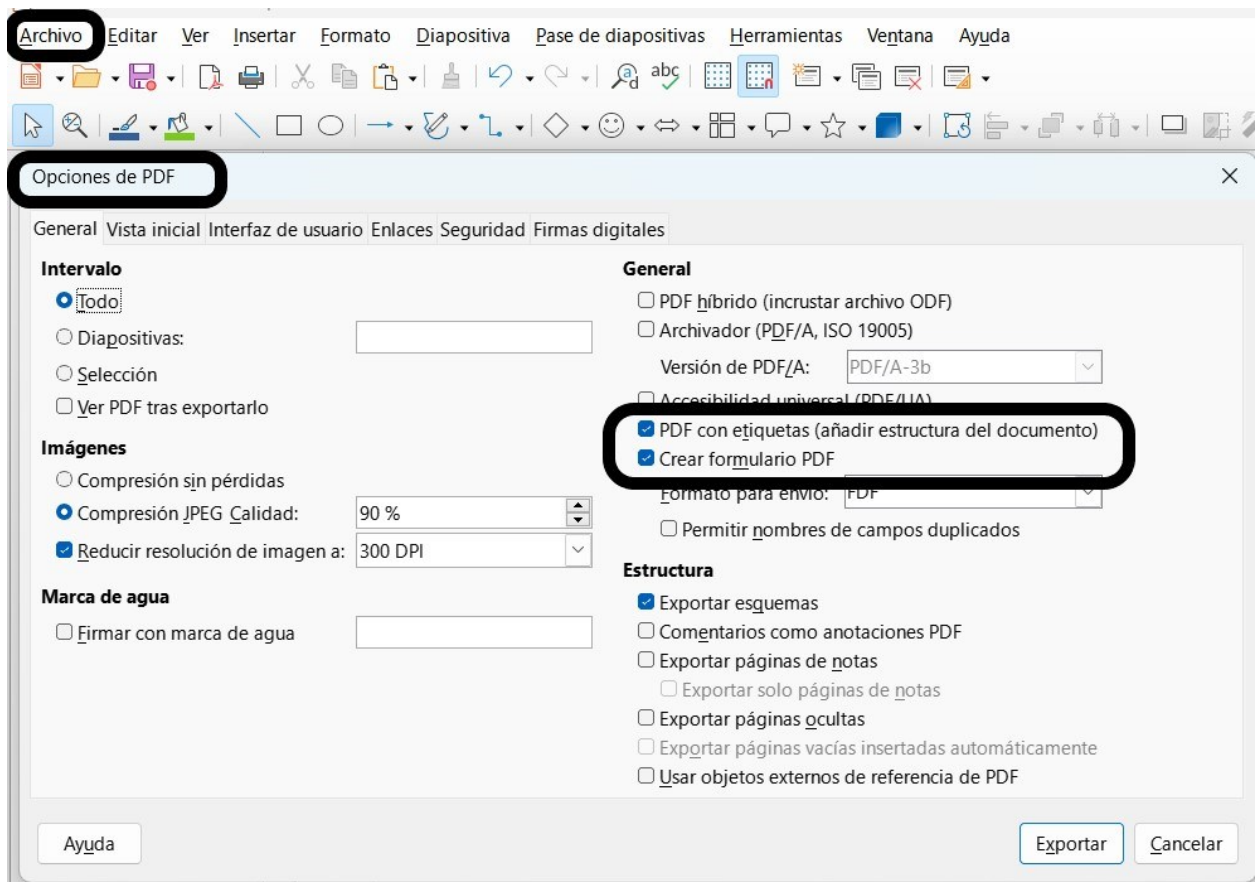 Archivo Editar Ver Insertar Formato Diapositiva Pase de diapositivas Herramientas Ventana Ayuda
Opciones de PDF
General Vista inicial Interfaz de usuario Enlaces Seguridad Firmas digitales
Intervalo
Todo
Diapositivas:
Selección
Ver PDF tras exportarlo
Imágenes
Compresión sin pérdidas
Compresión JPEG Calidad: 90 %
Reducir resolución de imagen a: 300 DPI
Marca de agua
Firmar con marca de agua
General
PDF híbrido (incrustar archivo ODF)
Archivador (PDF/A, ISO 19005)
Versión de PDF/A: PDF/A-3b
Accesibilidad universal (PDF/UA)
PDF con etiquetas (añadir estructura del documento)
Crear formulario PDF
Formato para envío: FDF
Permitir nombres de campos duplicados
Estructura
Exportar esquemas
Comentarios como anotaciones PDF
Exportar páginas de notas
Exportar solo páginas de notas
Exportar páginas ocultas
Exportar páginas vacías insertadas automáticamente
Usar objetos externos de referencia de PDF
Ayuda Exportar Cancelar